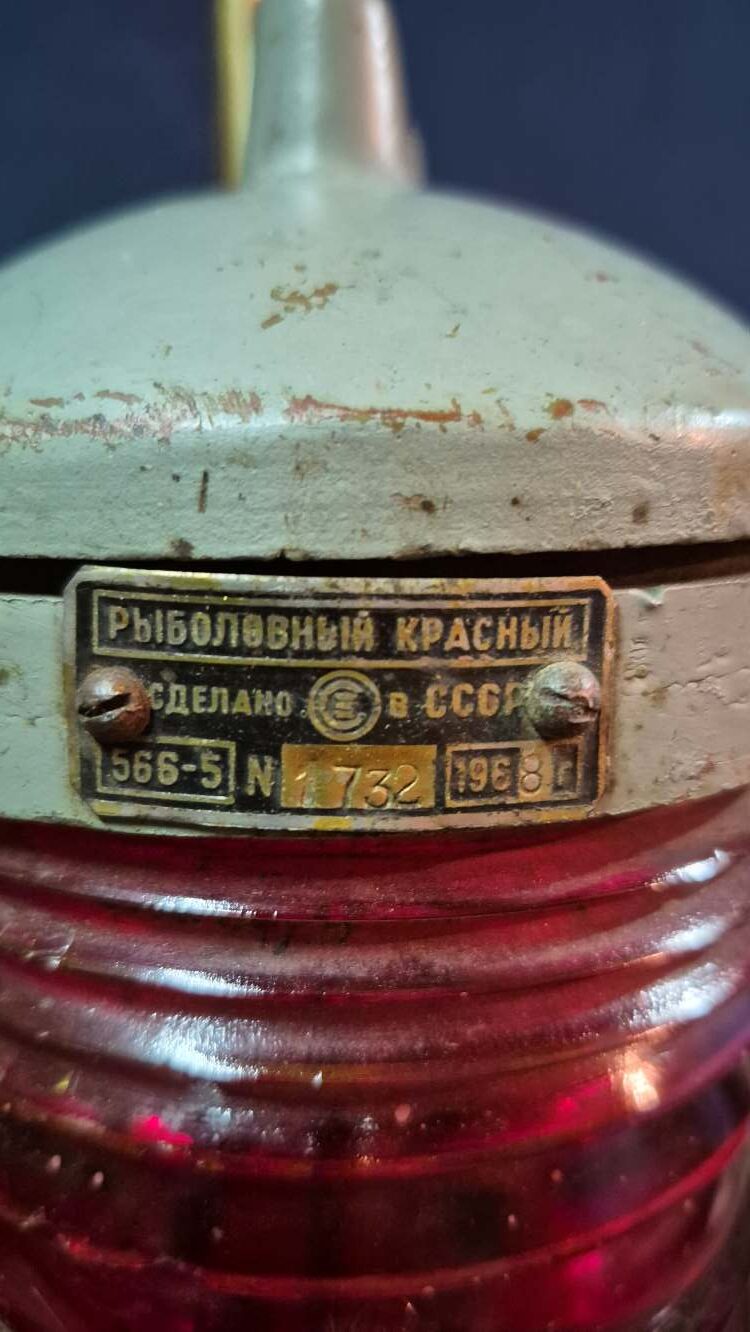 РЫБОЛОВНЫЙ КРАСНЫЙ
СДЕЛАНО В СССР
566-5 N 1732 1968 г